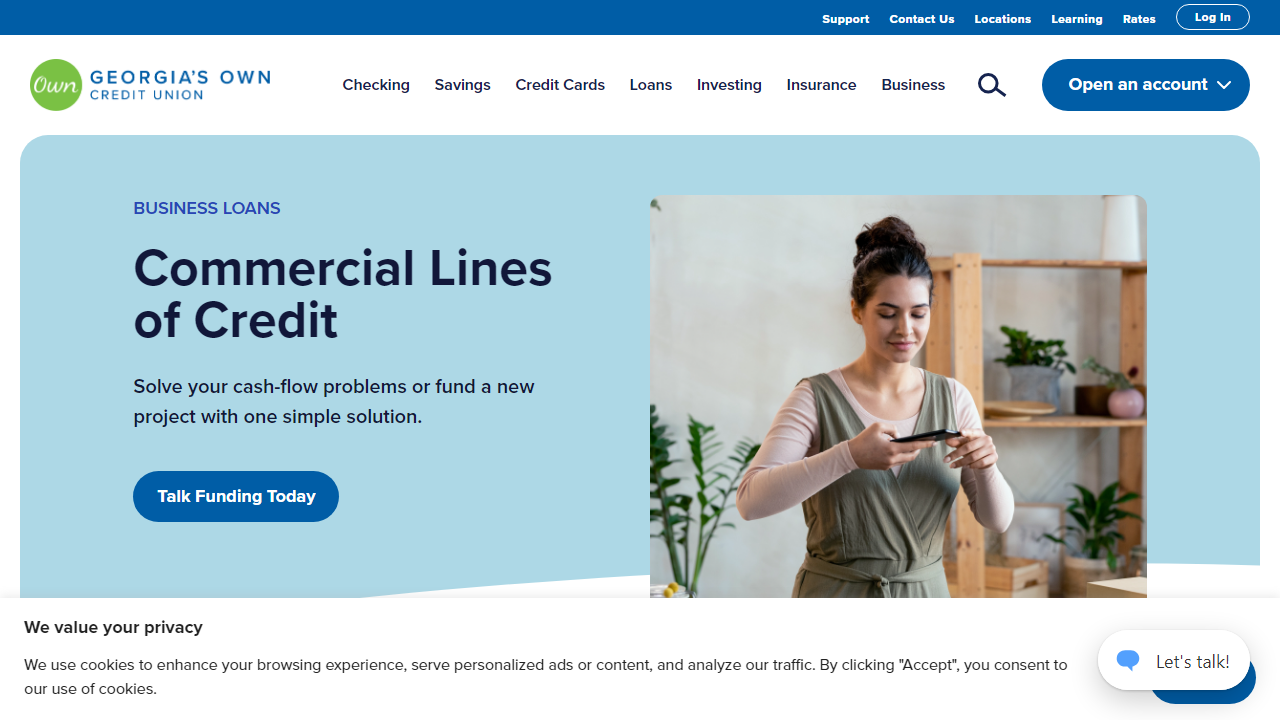 Support Contact Us Locations Learning Rates Log In
Own GEORGIA'S OWN
CREDIT UNION
Checking Savings Credit Cards Loans Investing Insurance Business Open an account
BUSINESS LOANS
Commercial Lines
of Credit
Solve your cash-flow problems or fund a new
project with one simple solution.
Talk Funding Today
We value your privacy
We use cookies to enhance your browsing experience, serve personalized ads or content, and analyze our traffic. By clicking "Accept", you consent to
our use of cookies.
Let's talk!